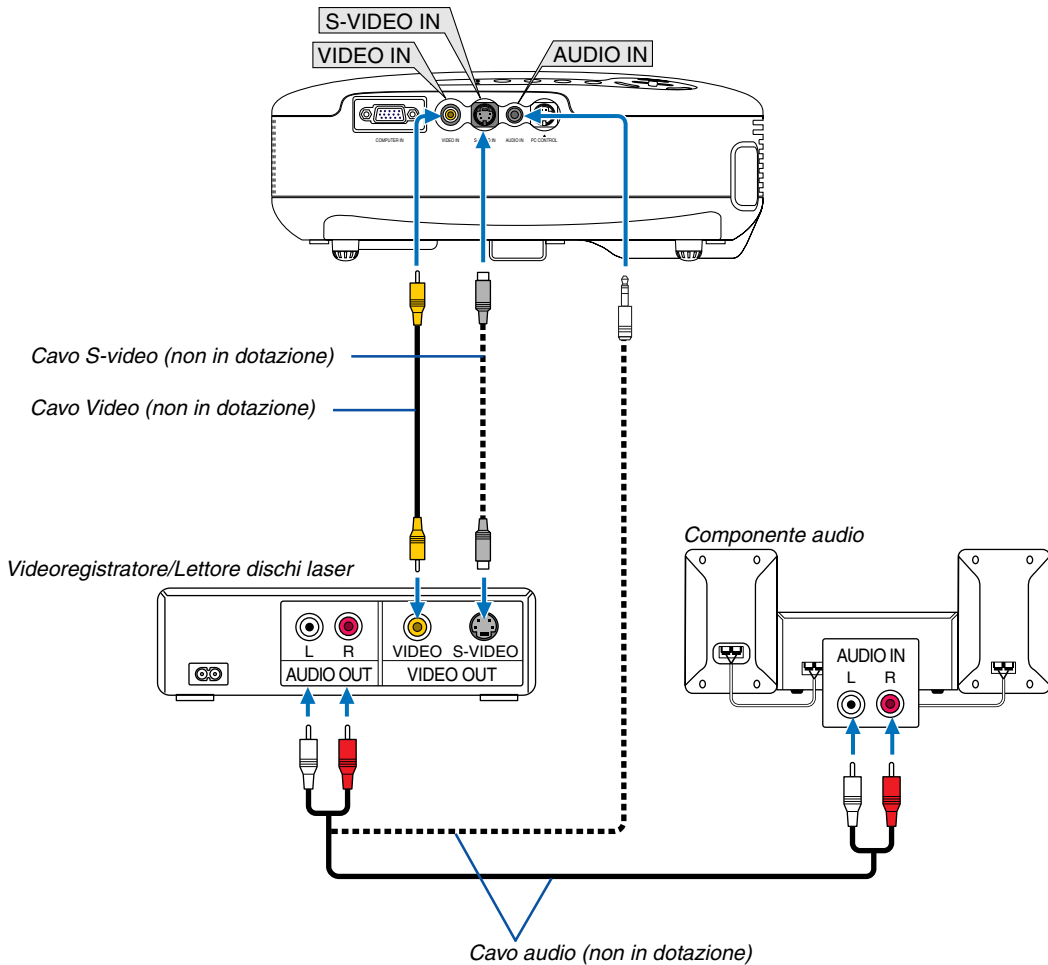 S-VIDEO IN
VIDEO IN
AUDIO IN
COMPUTER IN
VIDEO IN
AUDIO IN
PC CONTROL
Cavo S-video (non in dotazione)
Cavo Video (non in dotazione)
Componente audio
Videoregistratore/Lettore dischi laser
L R
VIDEO S-VIDEO
AUDIO OUT
VIDEO OUT
AUDIO IN
L R
Cavo audio (non in dotazione)